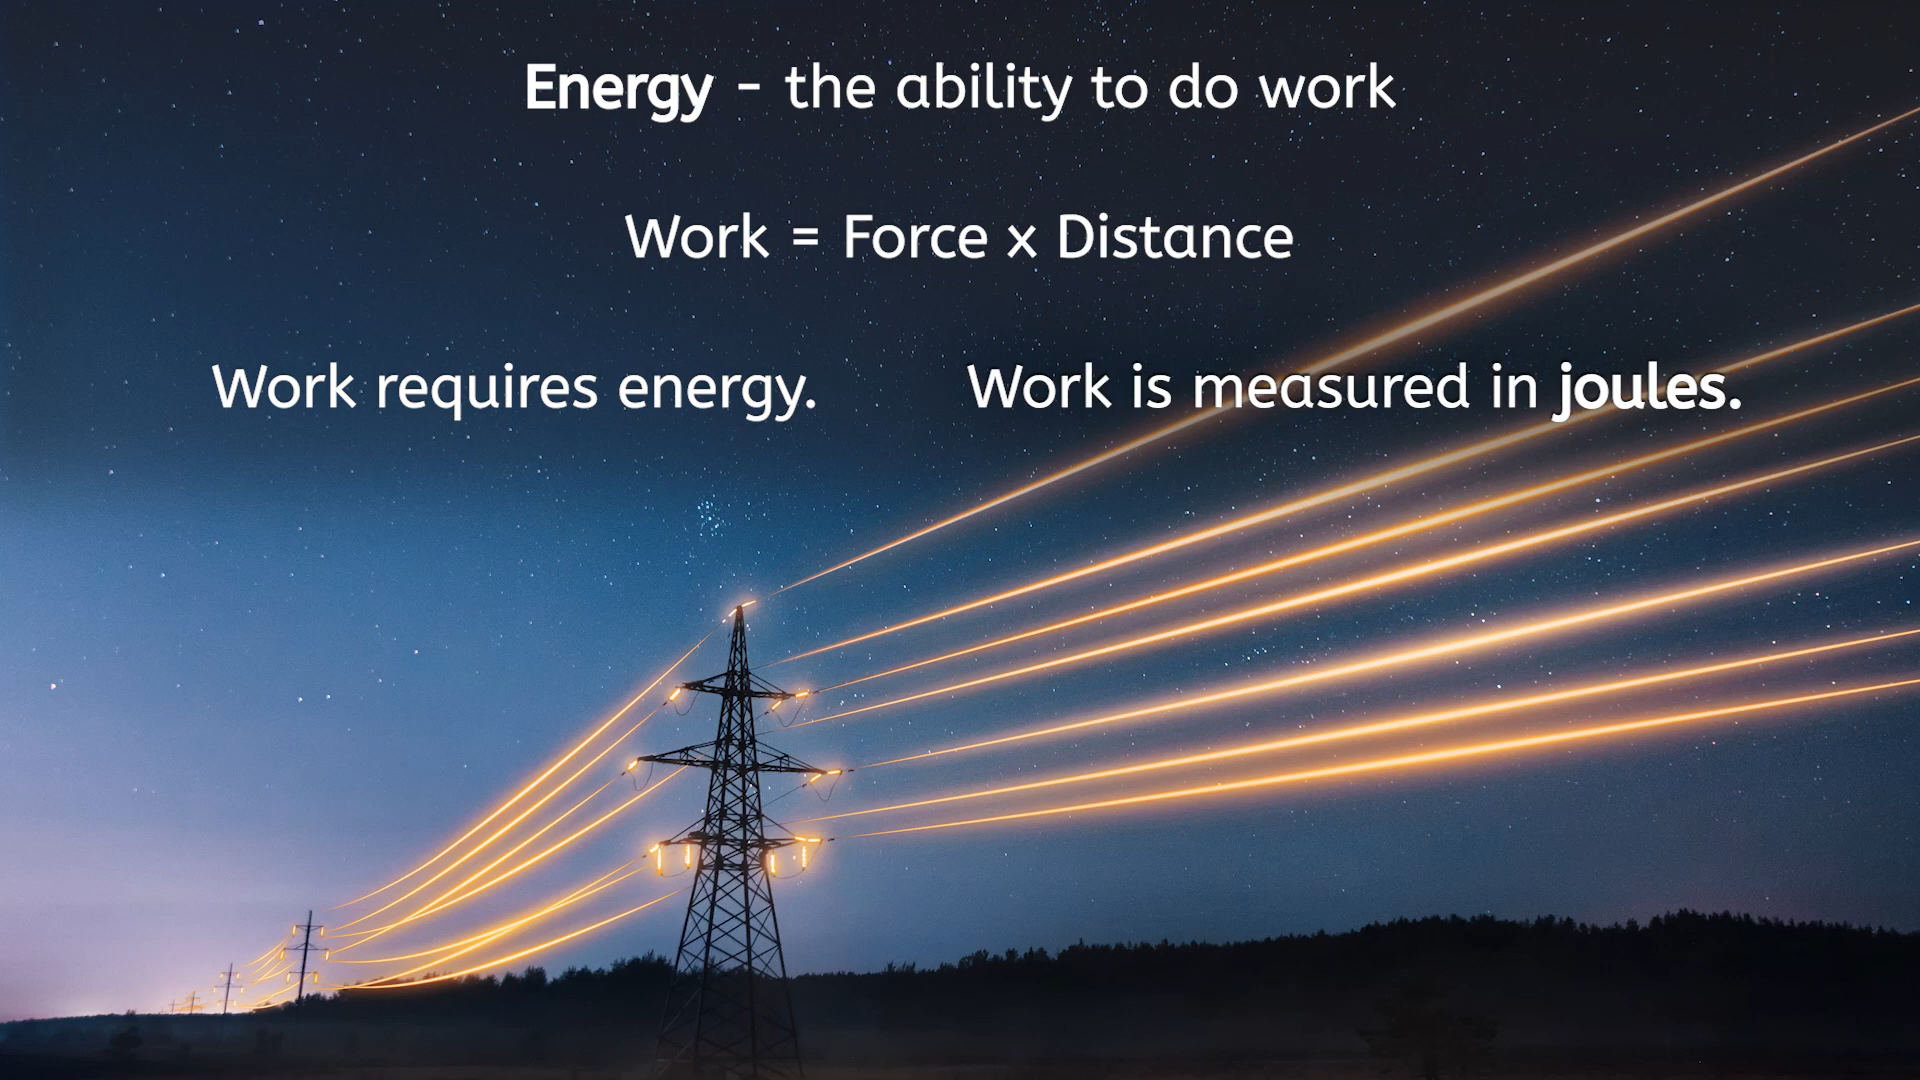 Energy - the ability to do work
Work = Force x Distance
Work requires energy.
Work is measured in joules.